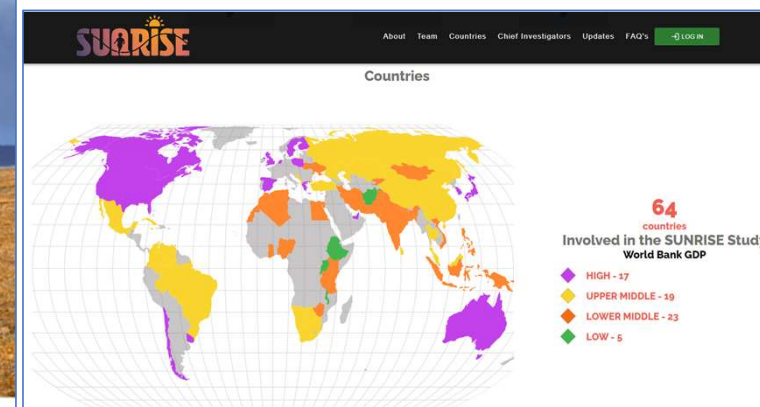 SUNRISE
About Team Countries Chief Investigators Updates FAQ's LOG IN
Countries
64
countries
Involved in the SUNRISE Study
World Bank GDP
HIGH - 17
UPPER MIDDLE - 19
LOWER MIDDLE - 23
LOW - 5